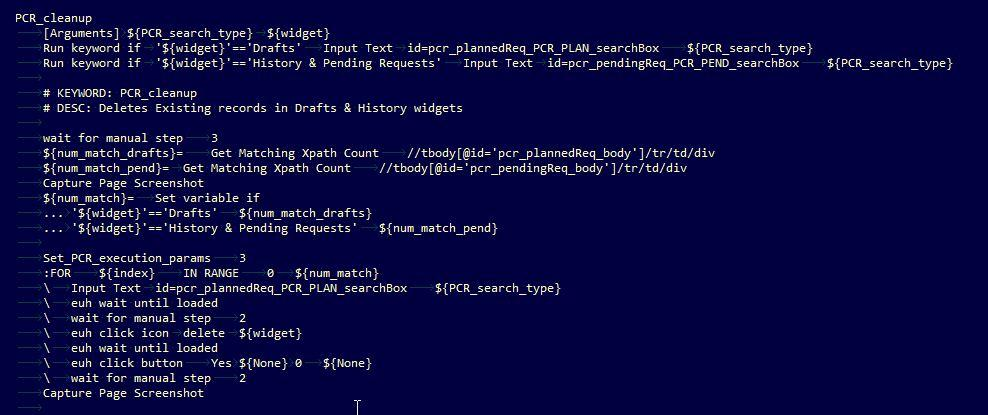 PCR_cleanup
[Arguments] ${PCR_search_type} ${widget}
Run keyword if '${widget}'=='Drafts' Input Text id=pcr_plannedReq_PCR_PLAN_searchBox ${PCR_search_type}
Run keyword if '${widget}'=='History & Pending Requests' Input Text id=pcr_pendingReq_PCR_PEND_searchBox ${PCR_search_type}
# KEYWORD: PCR_cleanup
# DESC: Deletes Existing records in Drafts & History widgets
wait for manual step 3
${num_match_drafts}= Get Matching Xpath Count //tbody[@id='pcr_plannedReq_body']/tr/td/div
${num_match_pend}= Get Matching Xpath Count //tbody[@id='pcr_pendingReq_body']/tr/td/div
Capture Page Screenshot
${num_match}= Set variable if
... '${widget}'=='Drafts' ${num_match_drafts}
... '${widget}'=='History & Pending Requests' ${num_match_pend}
Set_PCR_execution_params 3
:FOR ${index} IN RANGE 0 ${num_match}
\ Input Text id=pcr_plannedReq_PCR_PLAN_searchBox ${PCR_search_type}
\ euh wait until loaded
\ wait for manual step 2
\ euh click icon delete ${widget}
\ euh wait until loaded
\ euh click button Yes ${None} 0 ${None}
\ wait for manual step 2
Capture Page Screenshot